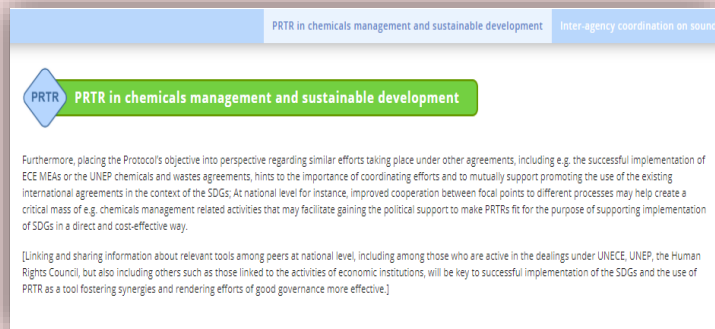 PRTR in chemicals management and sustainable development Inter-agency coordination on sound
PRTR PRTR in chemicals management and sustainable development
Furthermore, placing the Protocol's objective into perspective regarding similar efforts taking place under other agreements, including e.g. the successful implementation of
ECE MEAs or the UNEP chemicals and wastes agreements, hints to the importance of coordinating efforts and to mutually support promoting the use of the existing
international agreements in the context of the SDGs; At national level for instance, improved cooperation between focal points to different processes may help create a
critical mass of e.g. chemicals management related activities that may facilitate gaining the political support to make PRTRs fit for the purpose of supporting implementation
of SDGs in a direct and cost-effective way.
[Linking and sharing information about relevant tools among peers at national level, including among those who are active in the dealings under UNECE, UNEP, the Human
Rights Council, but also including others such as those linked to the activities of economic institutions, will be key to successful implementation of the SDGs and the use of
PRTR as a tool fostering synergies and rendering efforts of good governance more effective.]